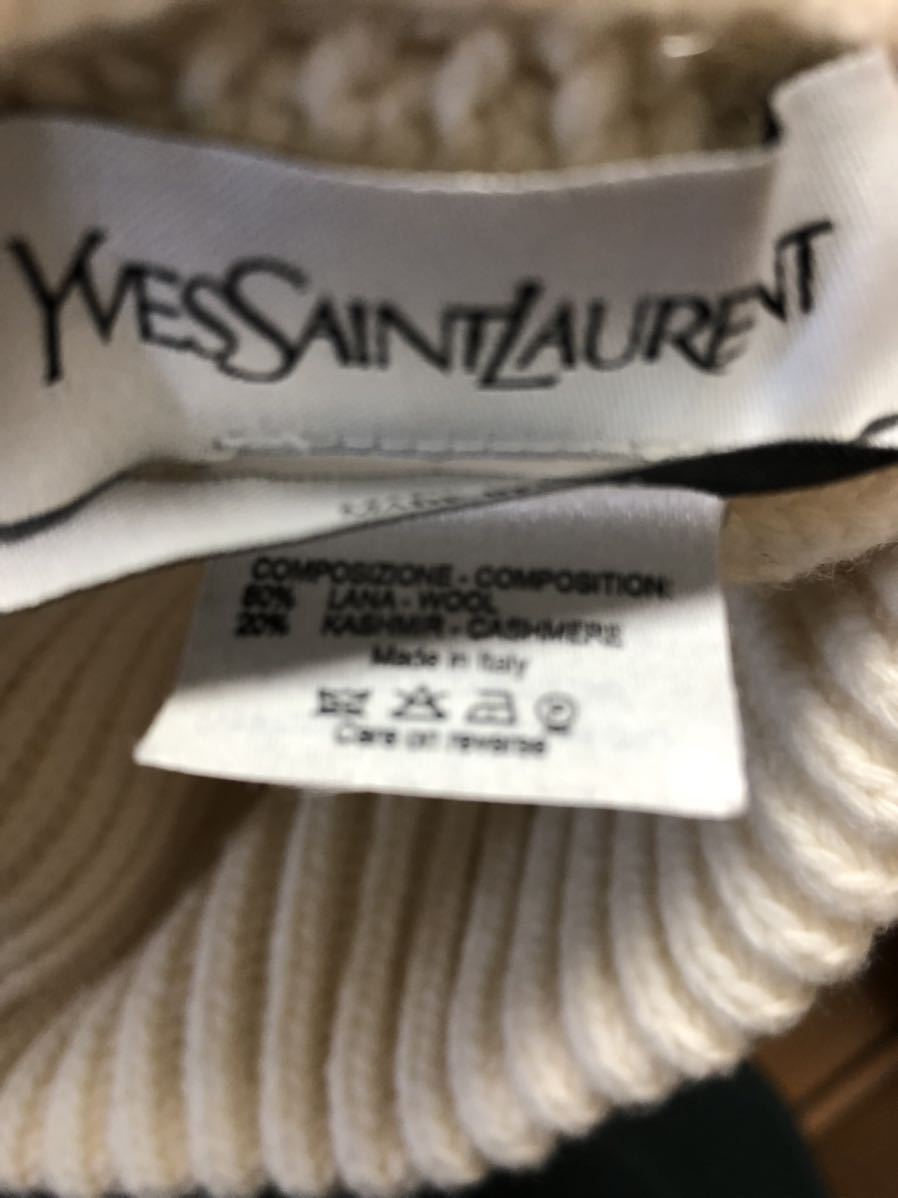 YVESSAINTLAURENT
COMPOSIZIONE - COMPOSITION:
80% LANA - WOOL
20% KASHMIR - CASHMERE
Made in Italy
Care on reverse